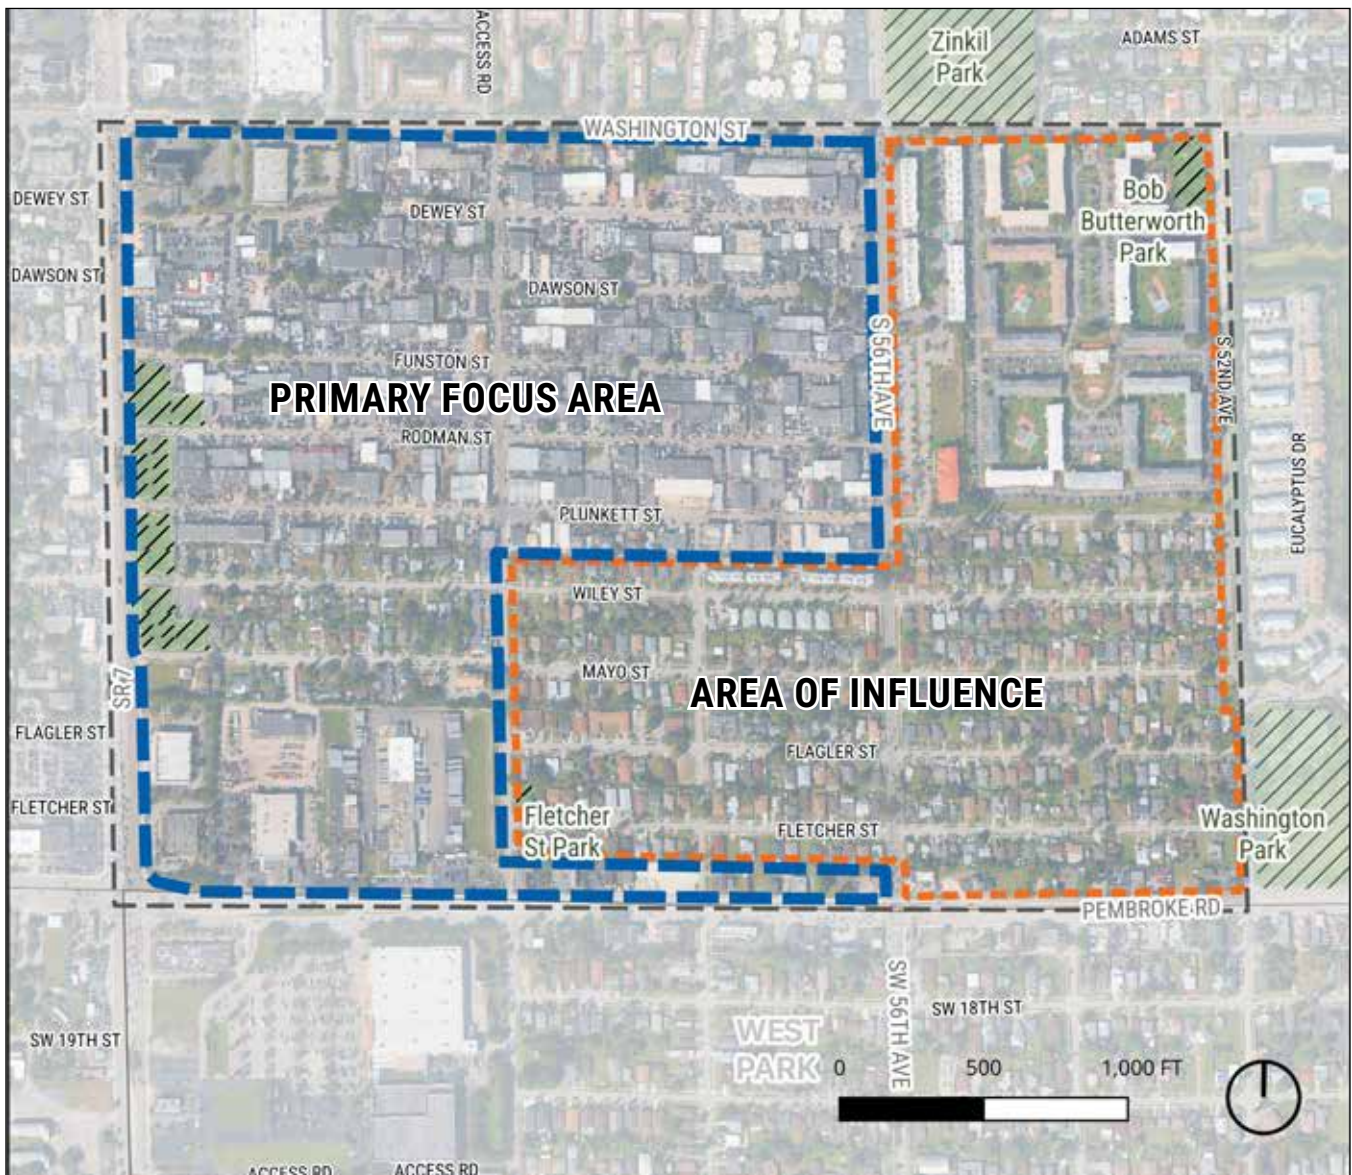 ACCESS RD
Zinkil
Park
ADAMS ST
WASHINGTON ST
DEWEY ST
DEWEY ST
Bob
Butterworth
Park
DAWSON ST
DAWSON ST
S 56TH AVE
S 52ND AVE
FUNSTON ST
PRIMARY FOCUS AREA
RODMAN ST
EUCALYPTUS DR
PLUNKETT ST
WILEY ST
MAYO ST
SR 7
AREA OF INFLUENCE
FLAGLER ST
FLAGLER ST
FLETCHER ST
Fletcher
St Park
FLETCHER ST
Washington
Park
PEMBROKE RD
SW 56TH AVE
SW 18TH ST
WEST
PARK
SW 19TH ST
0 500 1,000 FT
ACCESS RD
ACCESS RD